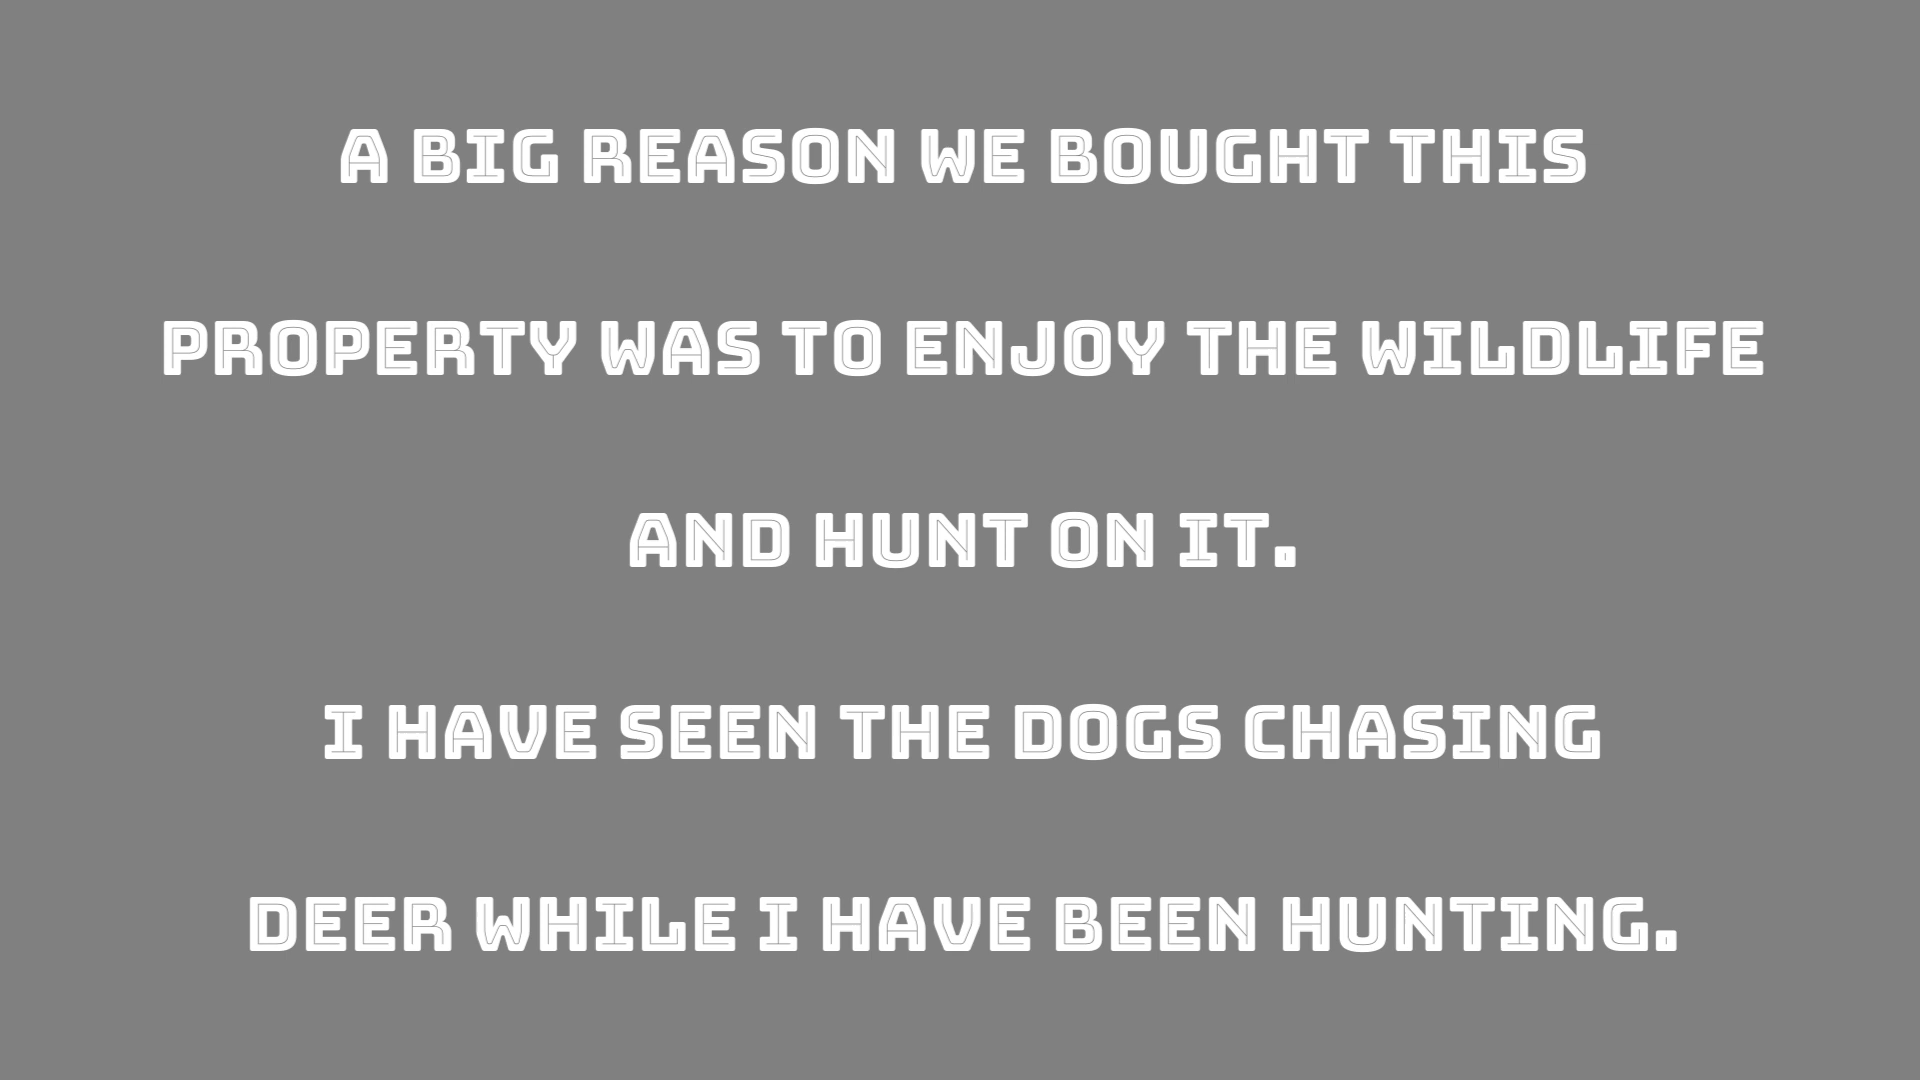 A BIG REASON WE BOUGHT THIS
PROPERTY WAS TO ENJOY THE WILDLIFE
AND HUNT ON IT.
I HAVE SEEN THE DOGS CHASING
DEER WHILE I HAVE BEEN HUNTING.